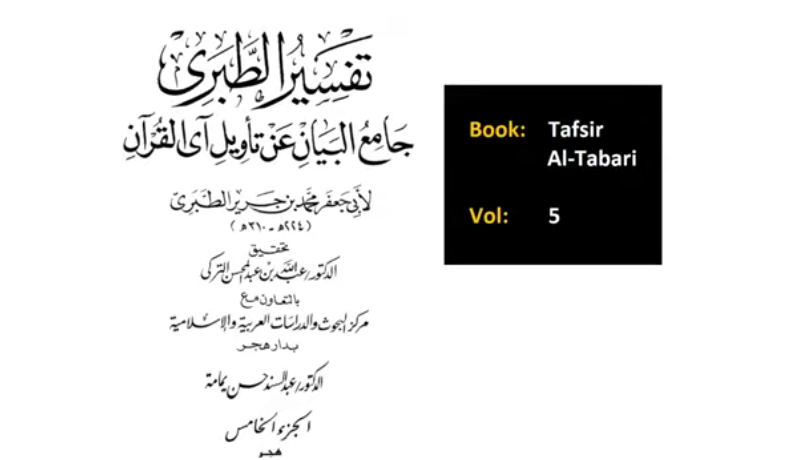 تفسير الطبري
جامع البيان عن تأويل آي القرآن
لأبي جعفر محمد بن جرير الطبري
(٢٢٤هـ - ٣١٠هـ)
تحقيق
الدكتور/ عبد الله بن عبد المحسن التركي
بالتعاون مع
مركز البحوث والدراسات العربية والإسلامية
بدار هجر
الدكتور/ عبد السند حسن يمامة
الجزء الخامس
هجر
Book: Tafsir
Al-Tabari
Vol: 5